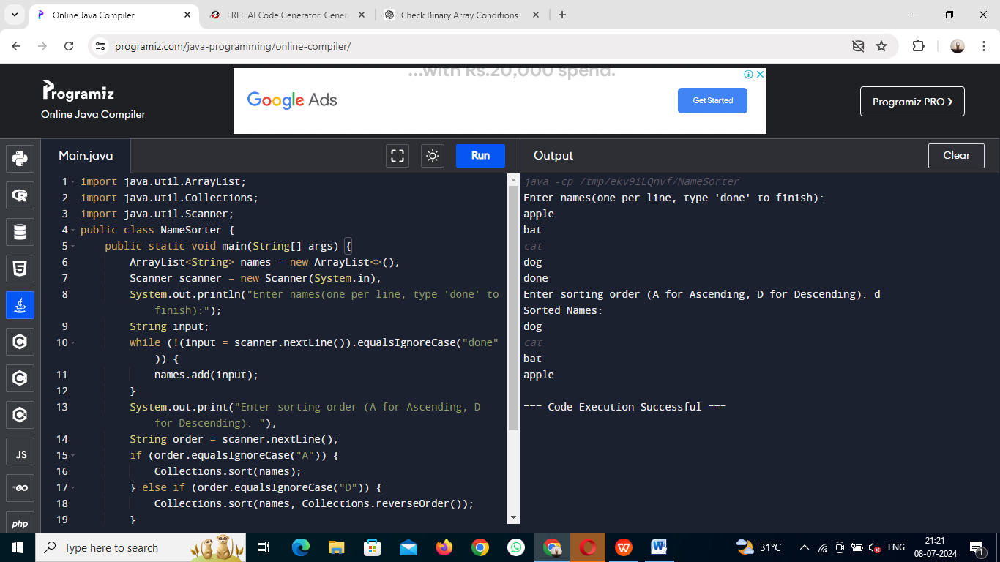 Online Java Compiler
FREE AI Code Generator: Genera
Check Binary Array Conditions
programiz.com/java-programming/online-compiler/
Programiz
Online Java Compiler
...with Rs.20,000 spend.
Google Ads
Get Started
Programiz PRO
Main.java
Run
Output
Clear
1 import java.util.ArrayList;
2 import java.util.Collections;
3 import java.util.Scanner;
4 public class NameSorter {
5 public static void main(String[] args) {
6 ArrayList<String> names = new ArrayList<>();
7 Scanner scanner = new Scanner(System.in);
8 System.out.println("Enter names(one per line, type 'done' to
finish):");
9 String input;
10 while (!(input = scanner.nextLine()).equalsIgnoreCase("done"
)) {
11 names.add(input);
12 }
13 System.out.print("Enter sorting order (A for Ascending, D
for Descending): ");
14 String order = scanner.nextLine();
15 if (order.equalsIgnoreCase("A")) {
16 Collections.sort(names);
17 } else if (order.equalsIgnoreCase("D")) {
18 Collections.sort(names, Collections.reverseOrder());
19 }
java -cp /tmp/ekv9iLQnvf/NameSorter
Enter names(one per line, type 'done' to finish):
apple
bat
cat
dog
done
Enter sorting order (A for Ascending, D for Descending): d
Sorted Names:
dog
cat
bat
apple
=== Code Execution Successful ===
JS
GO
php
Type here to search
31°C
ENG
21:21
08-07-2024
1